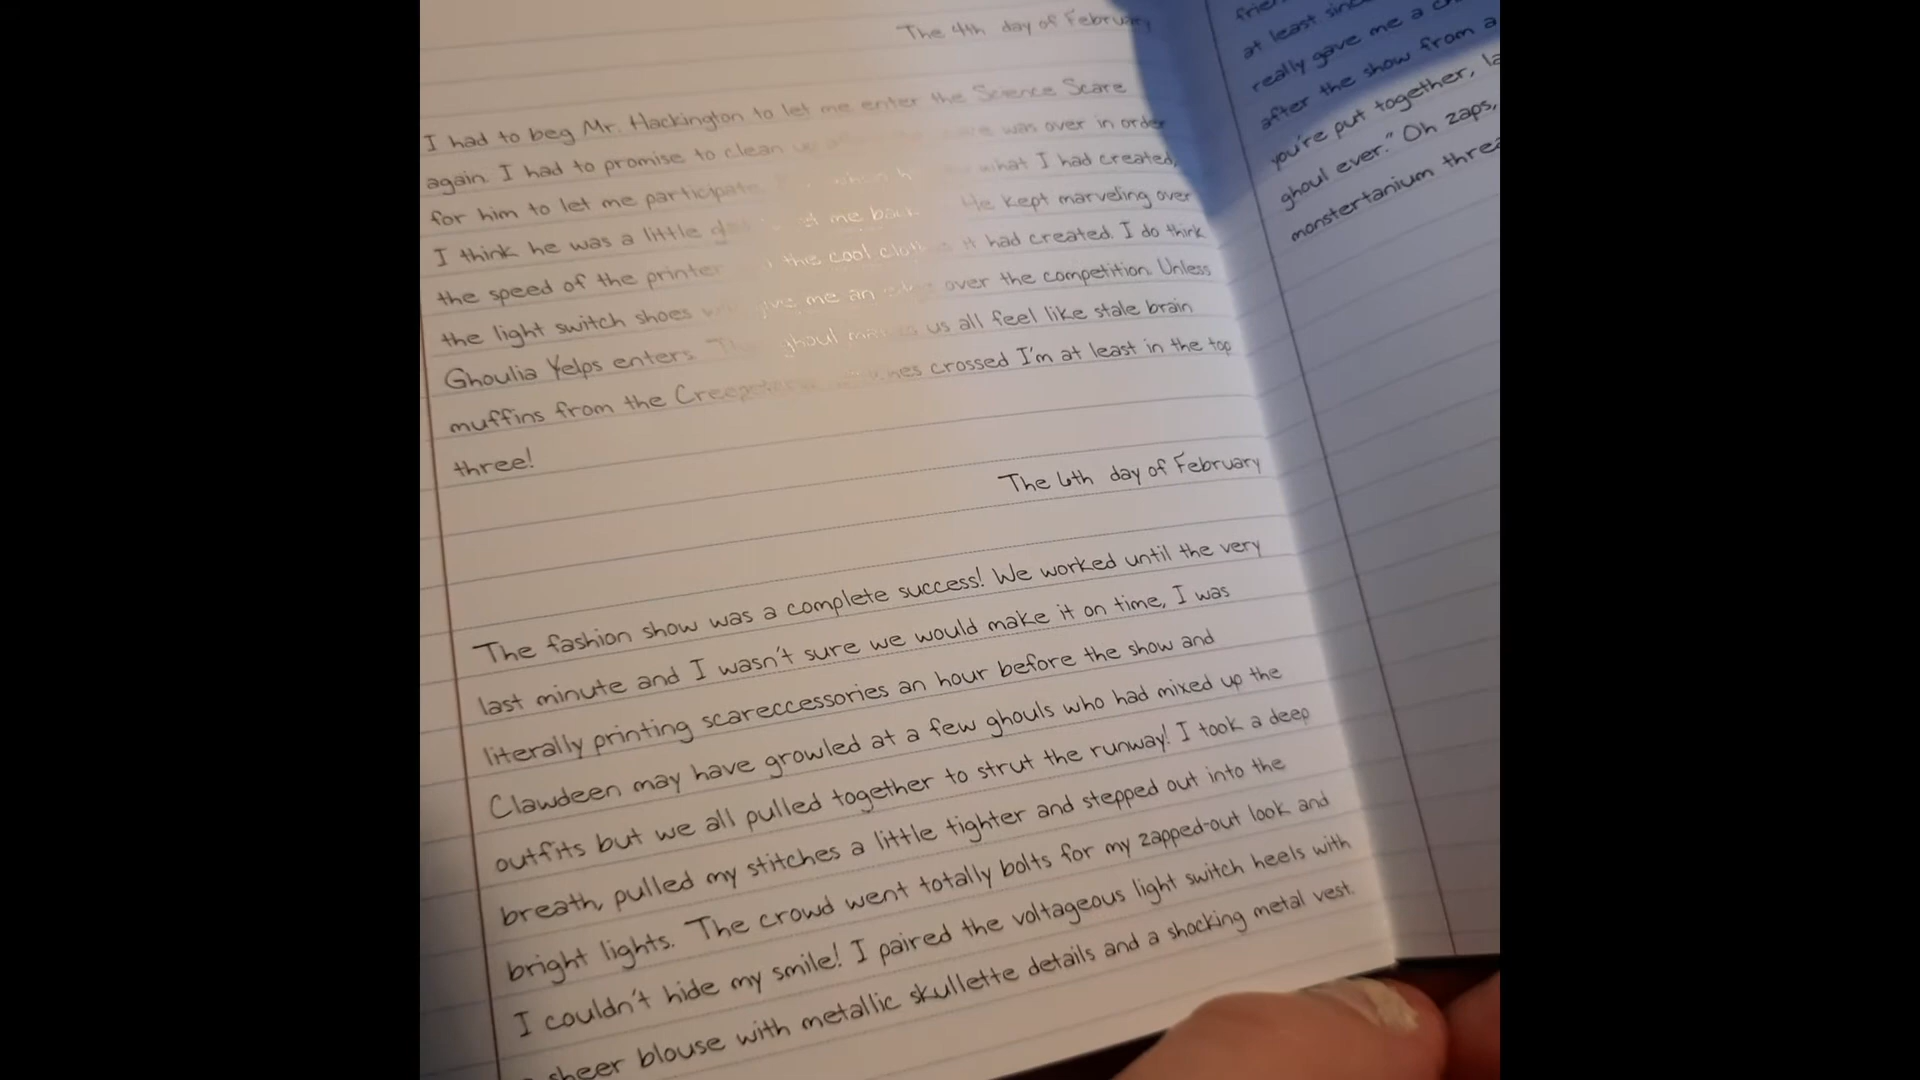 The 4th day of February
I had to beg Mr. Hackington to let me enter the Science Scare
again. I had to promise to clean was over in order
for him to let me participate. what I had created,
I think he was a little me back He kept marveling over
the speed of the printer the cool it had created. I do think
the light switch shoes me an over the competition. Unless
Ghoulia Yelps enters. ghoul us all feel like stale brain
muffins from the crossed I'm at least in the top
three!
The 6th day of February
The fashion show was a complete success! We worked until the very
last minute and I wasn't sure we would make it on time, I was
literally printing scareccessories an hour before the show and
Clawdeen may have growled at a few ghouls who had mixed up the
outfits but we all pulled together to strut the runway! I took a deep
breath, pulled my stitches a little tighter and stepped out into the
bright lights. The crowd went totally bolts for my zapped-out look and
I couldn't hide my smile! I paired the voltageous light switch heels with
sheer blouse with metallic skullette details and a shocking metal vest.
at least
really gave me a
after the show from a
you're put together,
ghoul ever." Oh zaps,
monstertanium